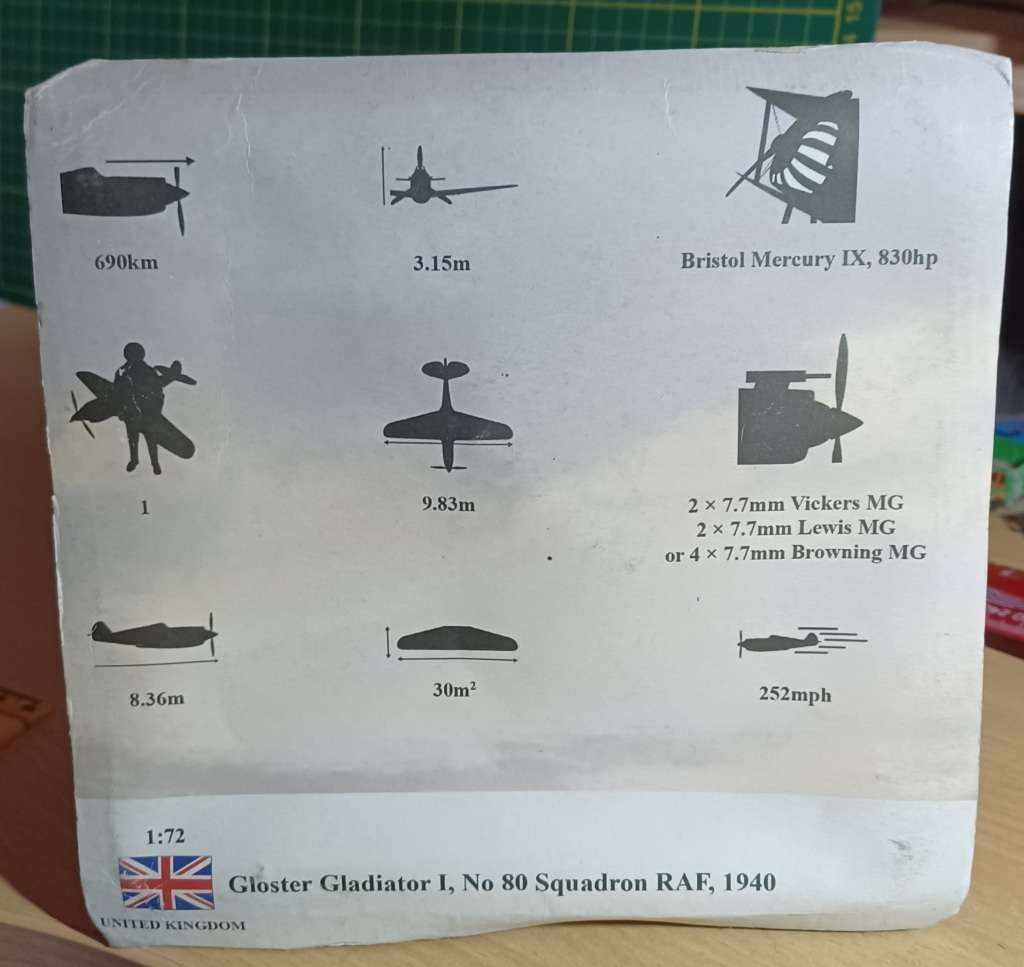 690km
3.15m
Bristol Mercury IX, 830hp
1
9.83m
2 × 7.7mm Vickers MG
2 × 7.7mm Lewis MG
or 4 × 7.7mm Browning MG
8.36m
30m²
252mph
1:72
Gloster Gladiator I, No 80 Squadron RAF, 1940
UNITED KINGDOM
15